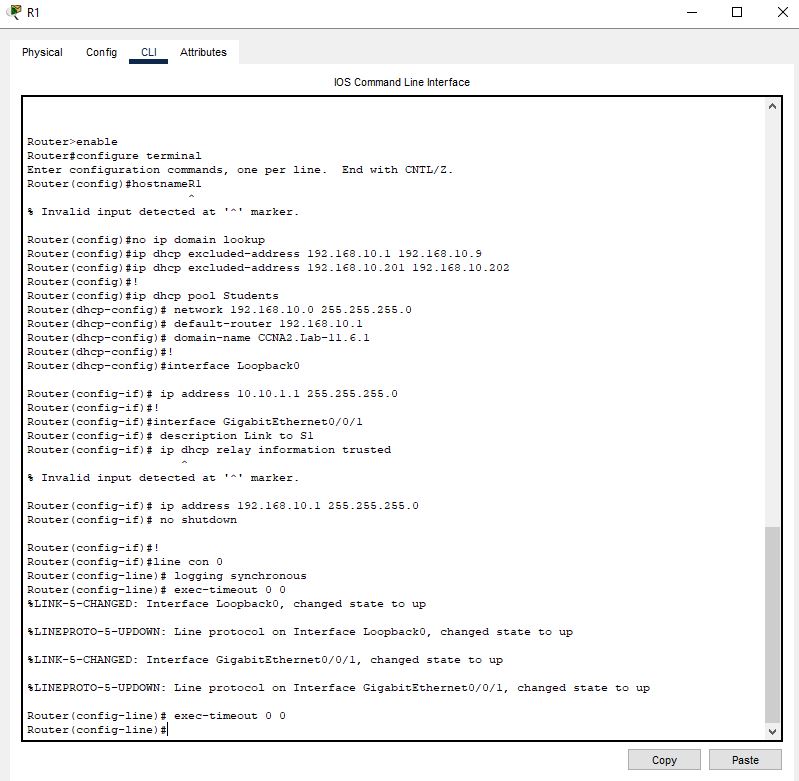 R1
Physical Config CLI Attributes
IOS Command Line Interface
Router>enable
Router#configure terminal
Enter configuration commands, one per line.  End with CNTL/Z.
Router(config)#hostnameR1
^
% Invalid input detected at '^' marker.
Router(config)#no ip domain lookup
Router(config)#ip dhcp excluded-address 192.168.10.1 192.168.10.9
Router(config)#ip dhcp excluded-address 192.168.10.201 192.168.10.202
Router(config)#!
Router(config)#ip dhcp pool Students
Router(dhcp-config)# network 192.168.10.0 255.255.255.0
Router(dhcp-config)# default-router 192.168.10.1
Router(dhcp-config)# domain-name CCNA2.Lab-11.6.1
Router(dhcp-config)#!
Router(dhcp-config)#interface Loopback0
Router(config-if)# ip address 10.10.1.1 255.255.255.0
Router(config-if)#!
Router(config-if)#interface GigabitEthernet0/0/1
Router(config-if)# description Link to S1
Router(config-if)# ip dhcp relay information trusted
^
% Invalid input detected at '^' marker.
Router(config-if)# ip address 192.168.10.1 255.255.255.0
Router(config-if)# no shutdown
Router(config-if)#!
Router(config-if)#line con 0
Router(config-line)# logging synchronous
Router(config-line)# exec-timeout 0 0
%LINK-5-CHANGED: Interface Loopback0, changed state to up
%LINEPROTO-5-UPDOWN: Line protocol on Interface Loopback0, changed state to up
%LINK-5-CHANGED: Interface GigabitEthernet0/0/1, changed state to up
%LINEPROTO-5-UPDOWN: Line protocol on Interface GigabitEthernet0/0/1, changed state to up
Router(config-line)# exec-timeout 0 0
Router(config-line)#
Copy Paste